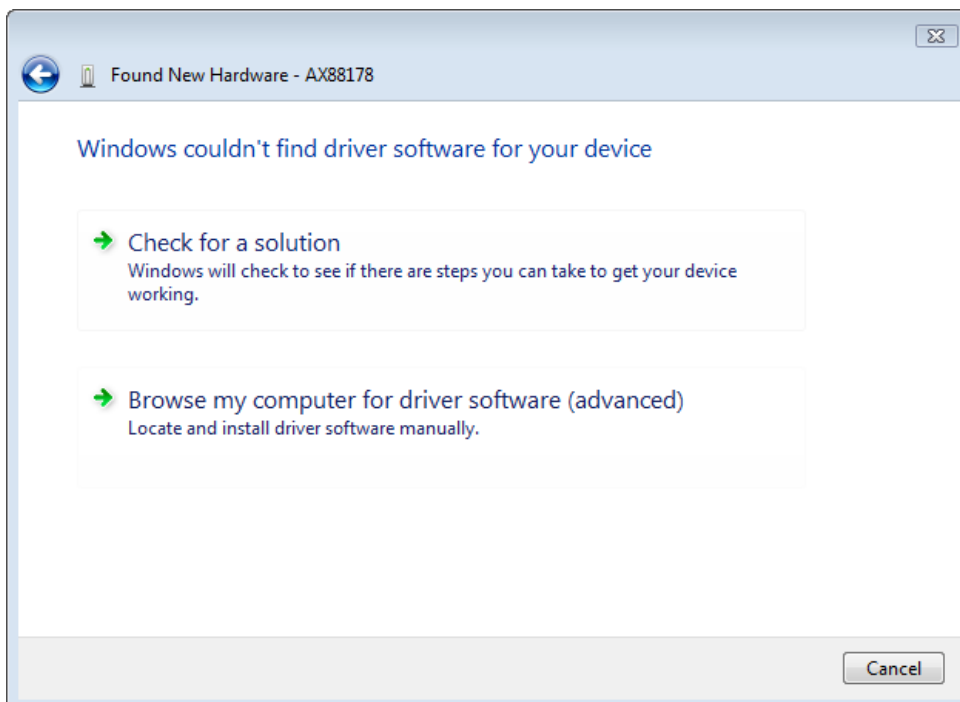 Found New Hardware - AX88178
Windows couldn't find driver software for your device
Check for a solution
Windows will check to see if there are steps you can take to get your device
working.
Browse my computer for driver software (advanced)
Locate and install driver software manually.
Cancel